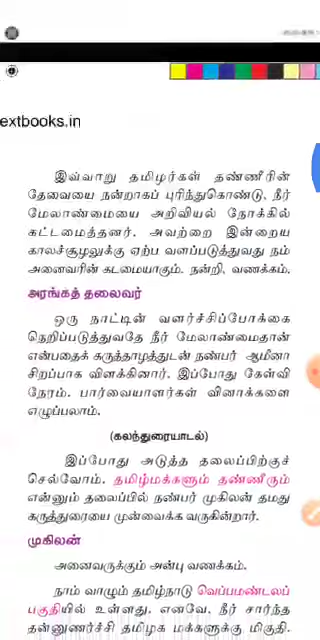 extbooks.in
இவ்வாறு தமிழர்கள் தண்ணீரின்
தேவையை நன்றாகப் புரிந்துகொண்டு, நீர்
மேலாண்மையை அறிவியல் நோக்கில்
கட்டமைத்தனர். அவற்றை இன்றைய
காலச்சூழலுக்கு ஏற்ப வளப்படுத்துவது நம்
அனைவரின் கடமையாகும். நன்றி, வணக்கம்.
அரங்கத் தலைவர்
ஒரு நாட்டின் வளர்ச்சிப்போக்கை
நெறிப்படுத்துவதே நீர் மேலாண்மைதான்
என்பதைக் கருத்தாழத்துடன் நண்பர் ஆமீனா
சிறப்பாக விளக்கினார். இப்போது கேள்வி
நேரம். பார்வையாளர்கள் வினாக்களை
எழுப்பலாம்.
(கலந்துரையாடல்)
இப்போது அடுத்த தலைப்பிற்குச்
செல்வோம். தமிழ்மக்களும் தண்ணீரும்
என்னும் தலைப்பில் நண்பர் முகிலன் தமது
கருத்துரையை முன்வைக்க வருகின்றார்.
முகிலன்
அனைவருக்கும் அன்பு வணக்கம்.
நாம் வாழும் தமிழ்நாடு வெப்பமண்டலப்
பகுதியில் உள்ளது. எனவே, நீர் சார்ந்த
தன்னுணர்ச்சி தமிழக மக்களுக்கு மிகுதி.